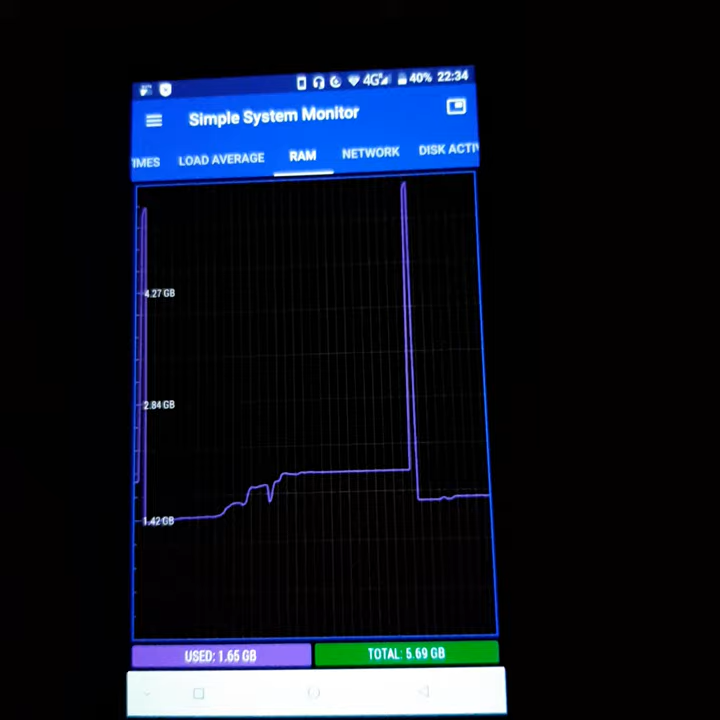 4G 40% 22:34
Simple System Monitor
IMES LOAD AVERAGE RAM NETWORK DISK ACTI
4.27 GB
2.84 GB
1.42 GB
USED: 1.65 GB TOTAL: 5.69 GB